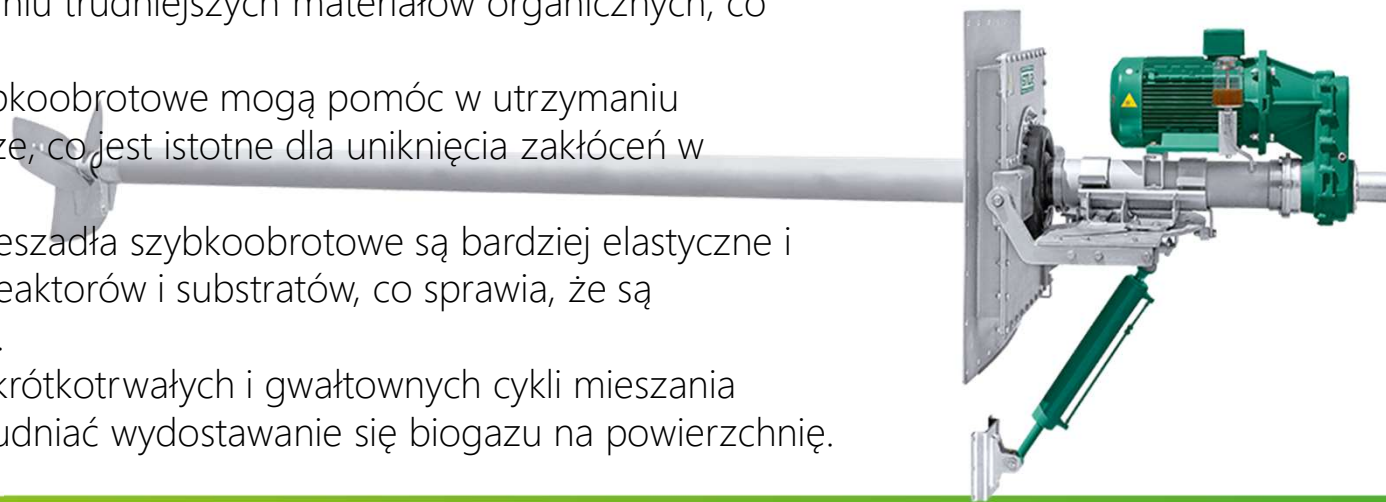 niu trudniejszych materiałów organicznych, co
koobrotowe mogą pomóc w utrzymaniu
ze, co jest istotne dla uniknięcia zakłóceń w
eszadła szybkoobrotowe są bardziej elastyczne i
eaktorów i substratów, co sprawia, że są
.
krótkotrwałych i gwałtownych cykli mieszania
udniać wydostawanie się biogazu na powierzchnię.